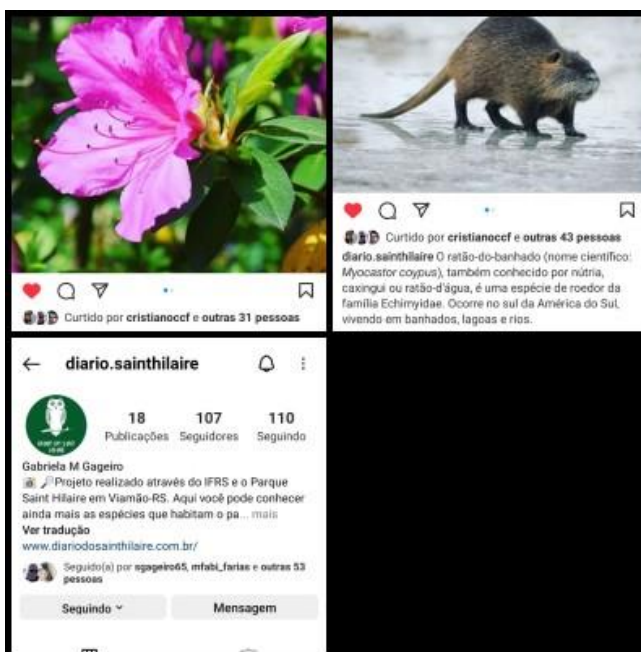 Curtido por cristianoccf e outras 31 pessoas
Curtido por cristianoccf e outras 43 pessoas
diario.sainthilaire O ratão-do-banhado (nome científico:
Myocastor coypus), também conhecido por nútria,
caxingui ou ratão-d'água, é uma espécie de roedor da
família Echimyidae. Ocorre no sul da América do Sul,
vivendo em banhados, lagoas e rios.
diario.sainthilaire
18 107 110
Publicações Seguidores Seguindo
Gabriela M Gageiro
Projeto realizado através do IFRS e o Parque
Saint Hilaire em Viamão-RS. Aqui você pode conhecer
ainda mais as espécies que habitam o pa... mais
Ver tradução
www.diariodosainthilaire.com.br/
Seguido(a) por sgageiro65, mfabi_farias e outras 53
pessoas
Seguindo Mensagem